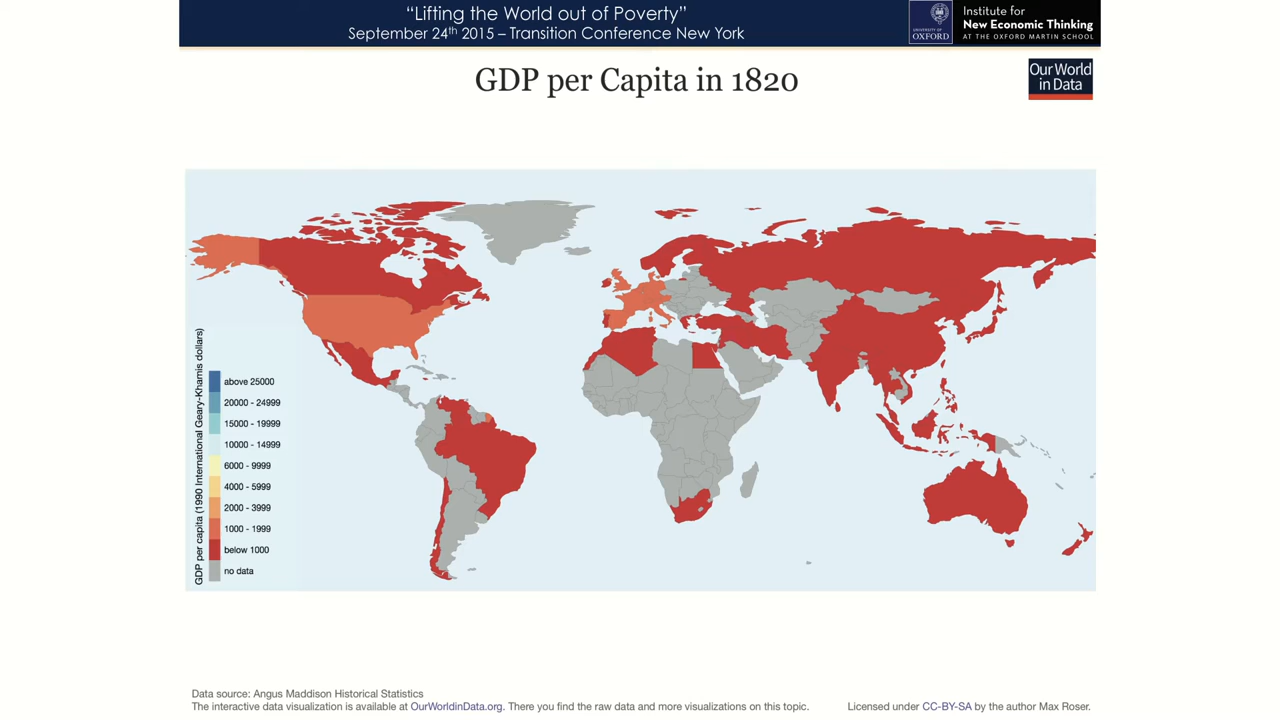 “Lifting the World out of Poverty”
September 24th 2015 – Transition Conference New York
UNIVERSITY OF
OXFORD
Institute for
New Economic Thinking
AT THE OXFORD MARTIN SCHOOL
GDP per Capita in 1820
Our World
in Data
GDP per capita (1990 International Geary-Khamis dollars)
above 25000
20000 - 24999
15000 - 19999
10000 - 14999
6000 - 9999
4000 - 5999
2000 - 3999
1000 - 1999
below 1000
no data
Data source: Angus Maddison Historical Statistics
The interactive data visualization is available at OurWorldinData.org. There you find the raw data and more visualizations on this topic.
Licensed under CC-BY-SA by the author Max Roser.